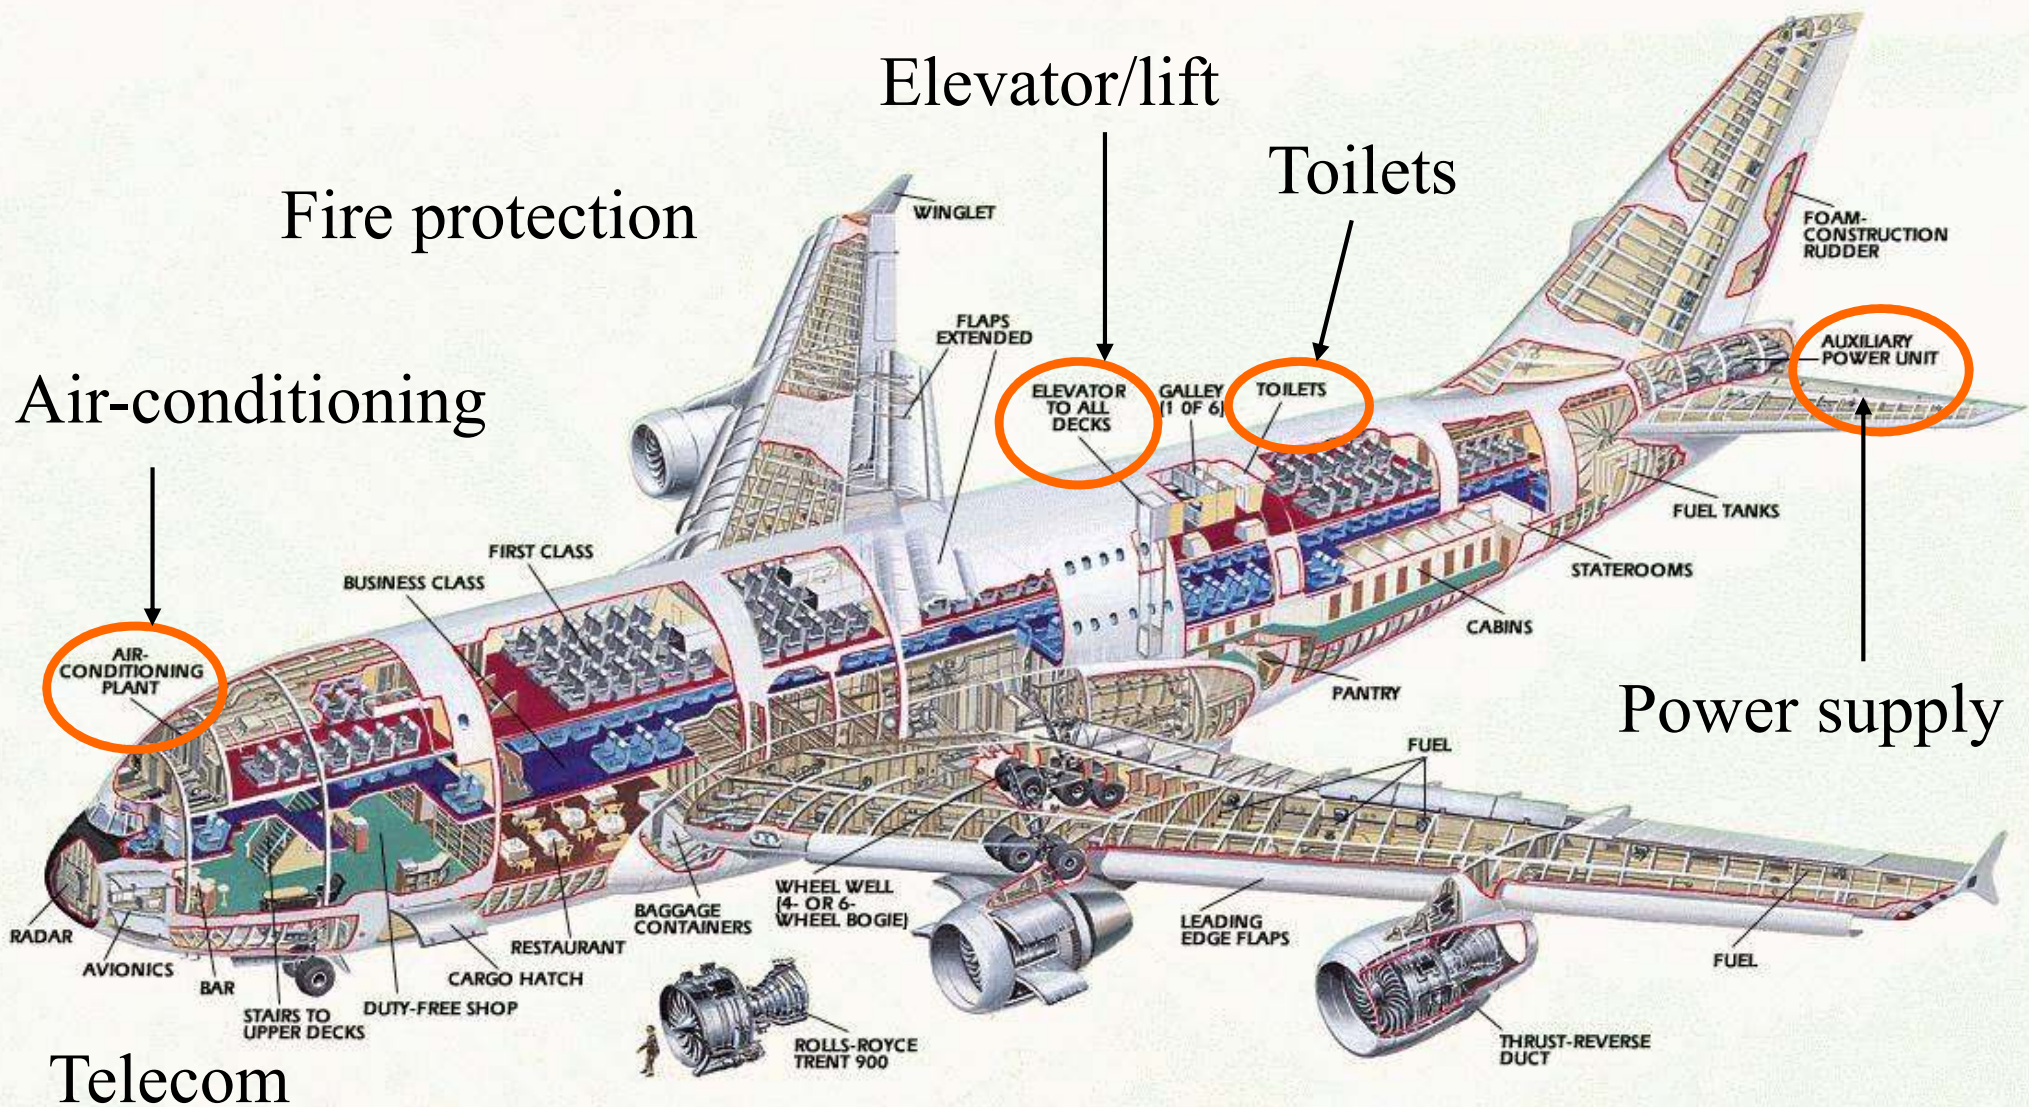 Elevator/lift
Toilets
Fire protection
WINGLET
FOAM-
CONSTRUCTION
RUDDER
FLAPS
EXTENDED
AUXILIARY
POWER UNIT
Air-conditioning
ELEVATOR
TO ALL
DECKS
GALLEY
(1 OF 6)
TOILETS
FUEL TANKS
FIRST CLASS
BUSINESS CLASS
STATEROOMS
CABINS
AIR-
CONDITIONING
PLANT
PANTRY
Power supply
FUEL
WHEEL WELL
(4- OR 6-
WHEEL BOGIE)
BAGGAGE
CONTAINERS
LEADING
EDGE FLAPS
RADAR
RESTAURANT
AVIONICS
CARGO HATCH
FUEL
BAR
DUTY-FREE SHOP
STAIRS TO
UPPER DECKS
ROLLS-ROYCE
TRENT 900
THRUST-REVERSE
DUCT
Telecom